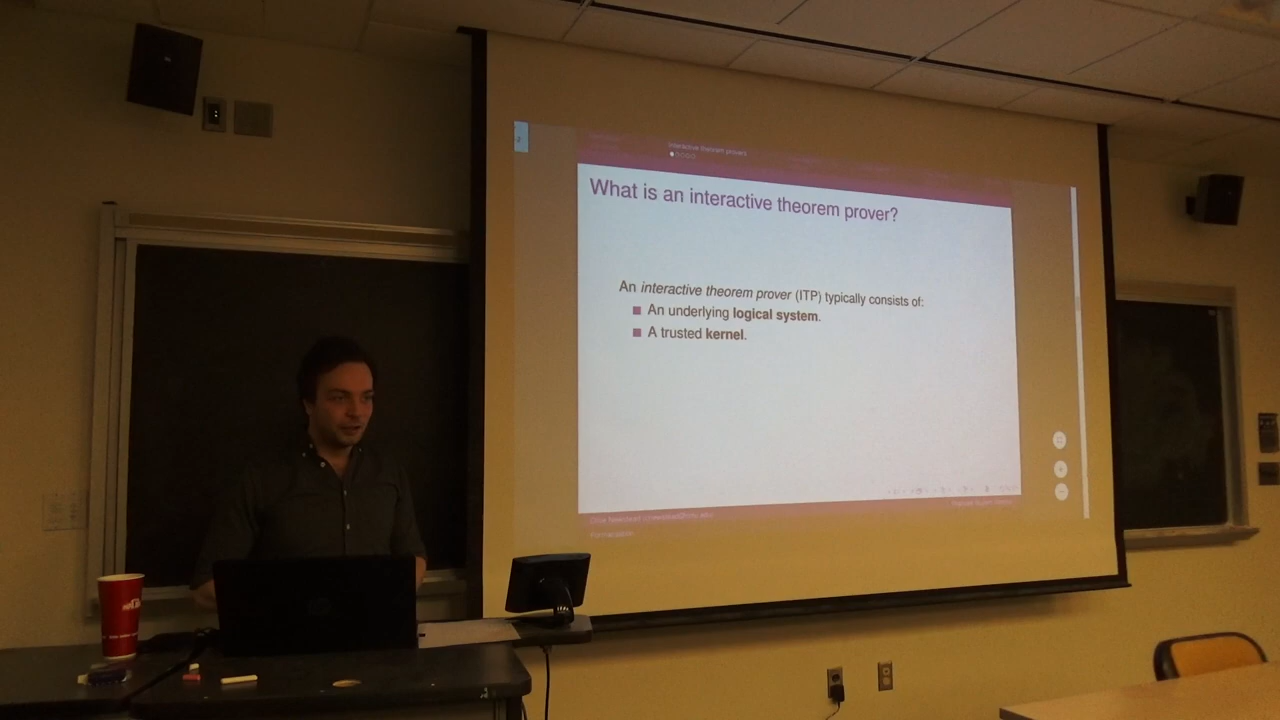 Interactive theorem provers
What is an interactive theorem prover?
An interactive theorem prover (ITP) typically consists of:
An underlying logical system.
A trusted kernel.